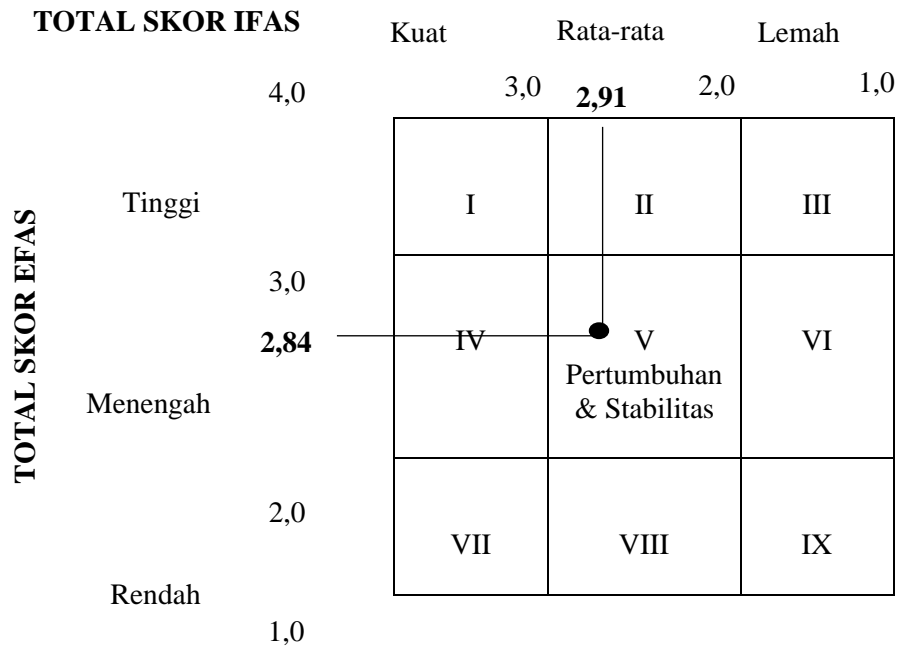 TOTAL SKOR IFAS
Kuat Rata-rata Lemah
4,0 3,0 2,91 2,0 1,0
TOTAL SKOR EFAS
Tinggi I II III
3,0
2,84 IV V VI
Pertumbuhan
Menengah & Stabilitas
2,0
VII VIII IX
Rendah
1,0